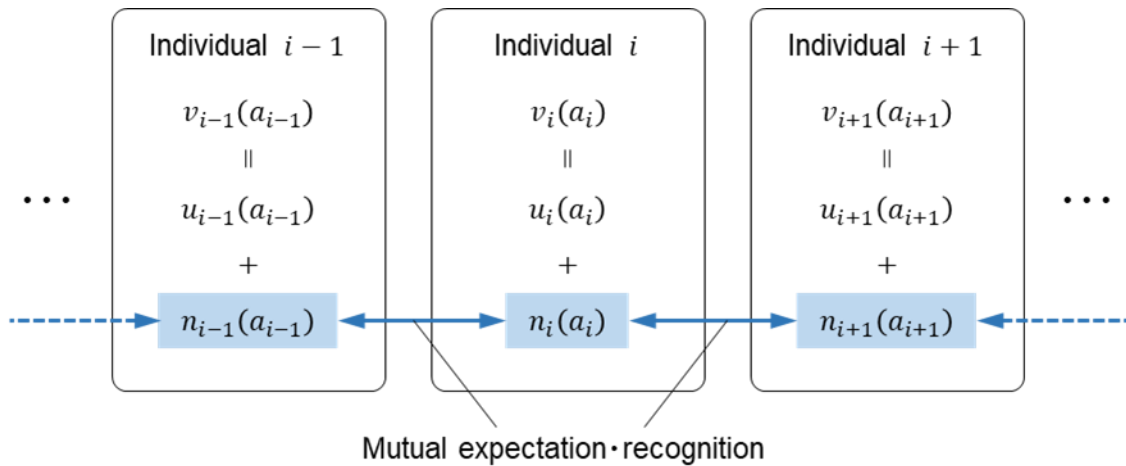 Individual i − 1
Individual i
Individual i + 1
v_{i−1}(a_{i−1})
v_i(a_i)
v_{i+1}(a_{i+1})
=
=
=
...
u_{i−1}(a_{i−1})
u_i(a_i)
u_{i+1}(a_{i+1})
...
+
+
+
n_{i−1}(a_{i−1})
n_i(a_i)
n_{i+1}(a_{i+1})
Mutual expectation・recognition